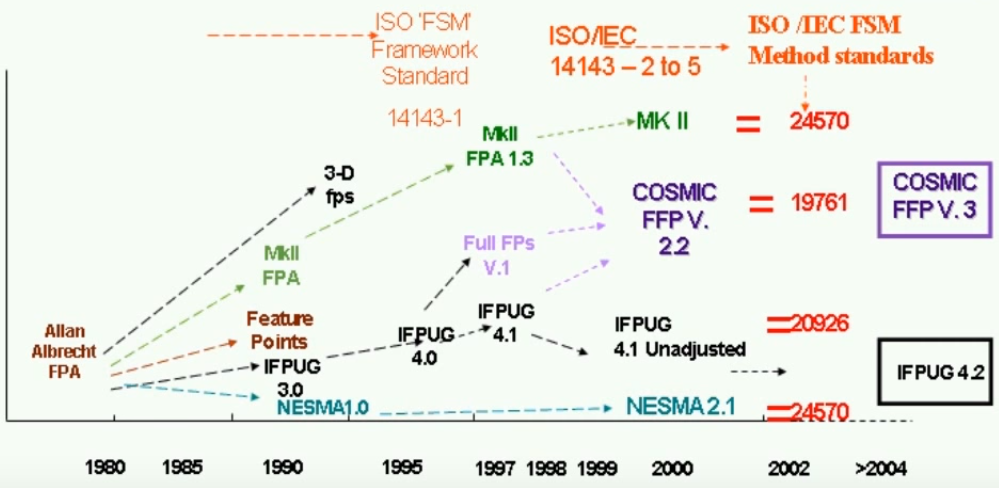 ISO 'FSM'
Framework
Standard
14143-1
ISO/IEC
14143 – 2 to 5
ISO /IEC FSM
Method standards
MkII
FPA 1.3
MK II
= 24570
3-D
fps
COSMIC
FFP V.
2.2
= 19761
COSMIC
FFP V. 3
MkII
FPA
Full FPs
V.1
Allan
Albrecht
FPA
Feature
Points
IFPUG
3.0
IFPUG
4.0
IFPUG
4.1
IFPUG
4.1 Unadjusted
=20926
IFPUG 4.2
NESMA1.0
NESMA 2.1
=24570
1980 1985 1990 1995 1997 1998 1999 2000 2002 >2004